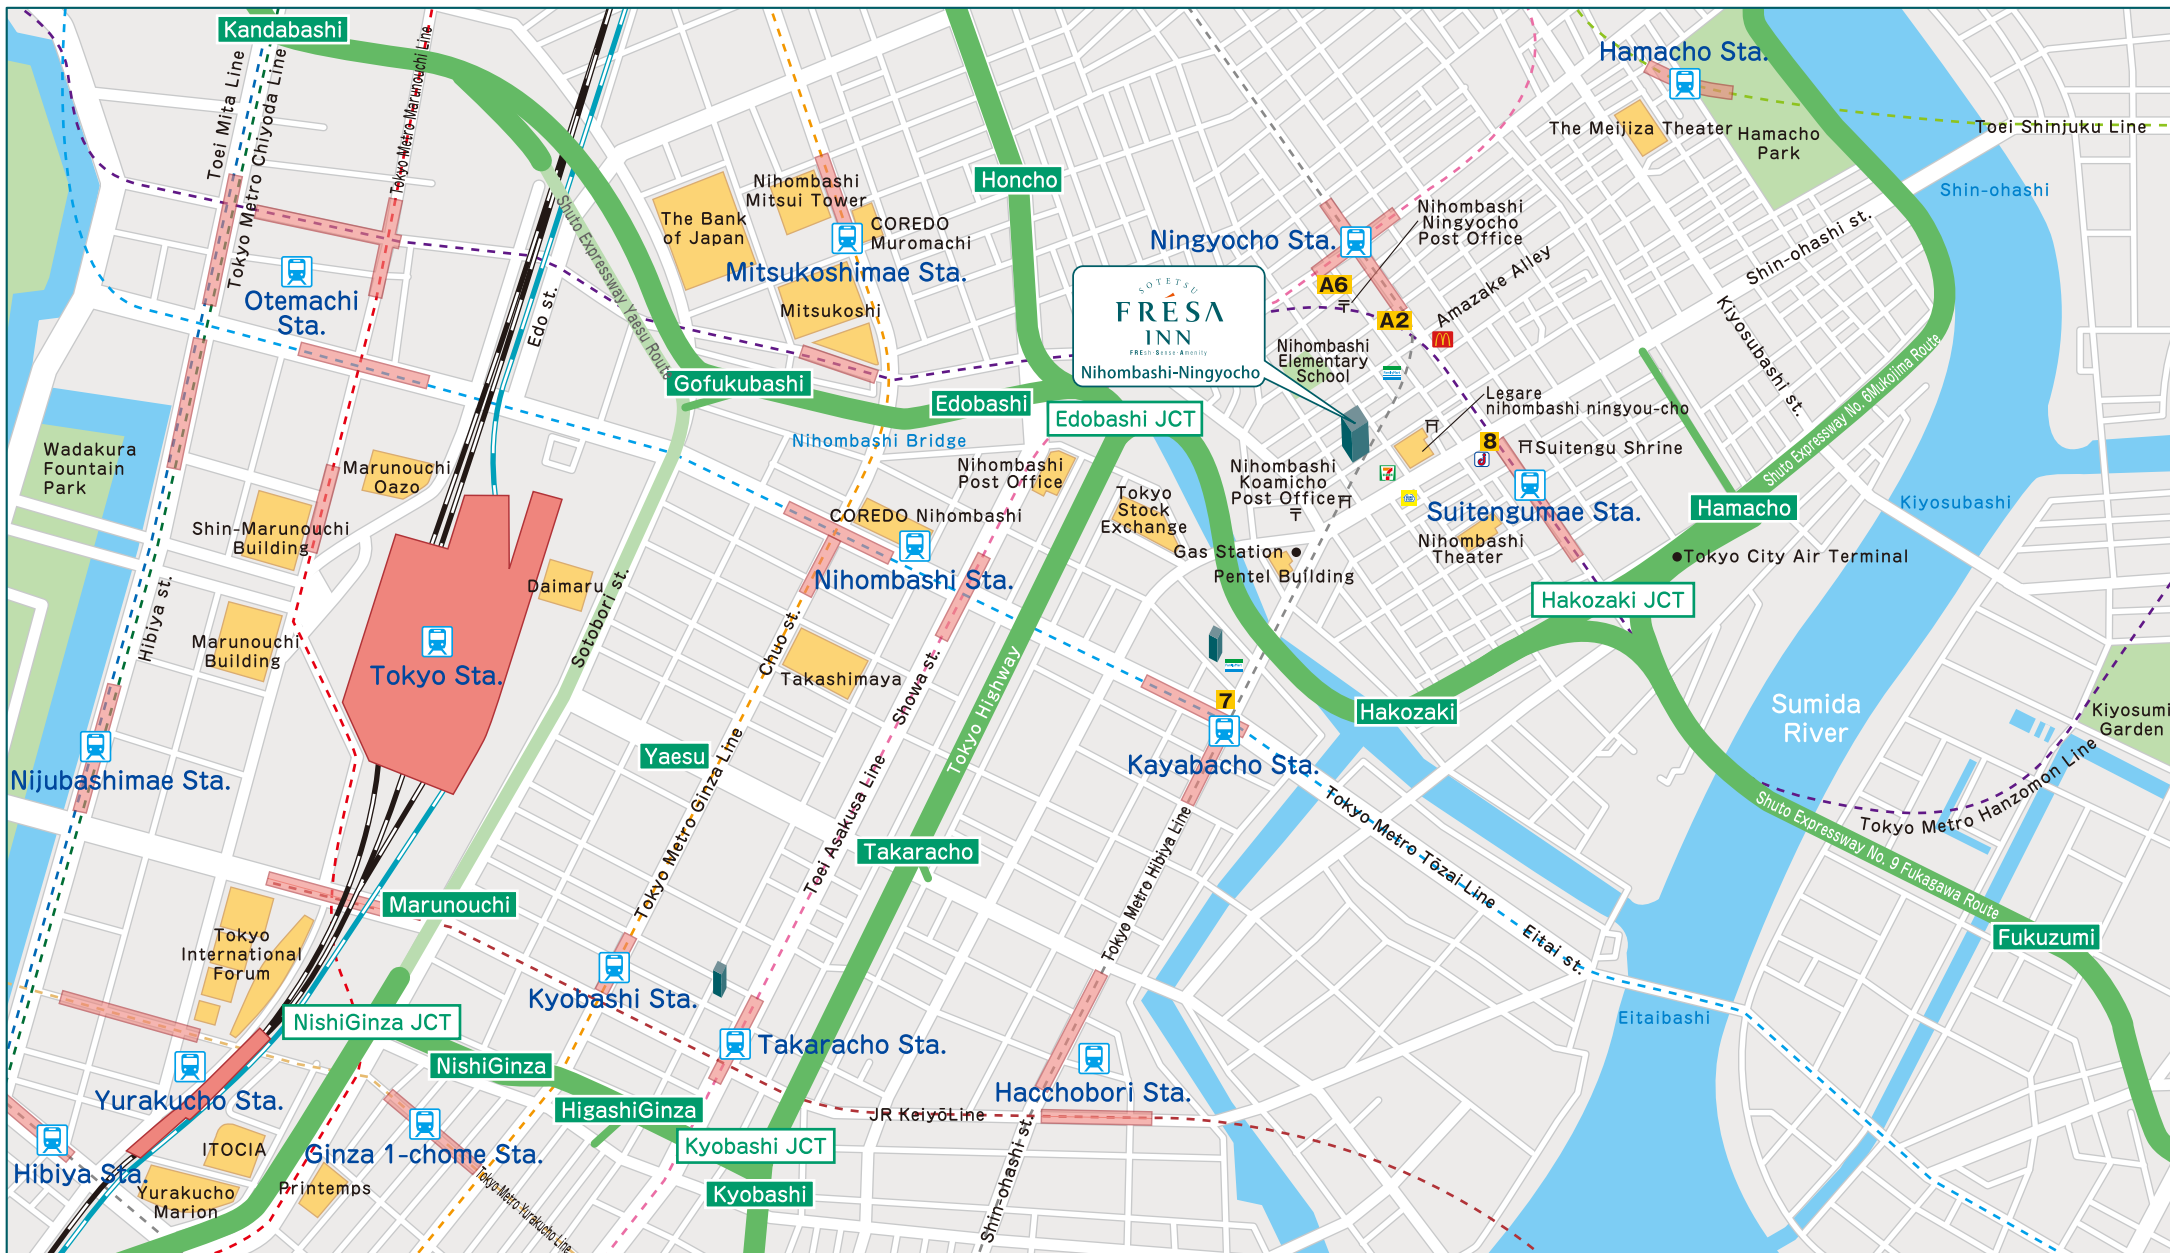 Kandabashi
Toei Mita Line
Tokyo Metro Chiyoda Line
Tokyo Metro Marunouchi Line
Hamacho Sta.
The Meijiza Theater
Hamacho
Park
Toei Shinjuku Line
Shin-ohashi
Honcho
Nihombashi
Mitsui Tower
The Bank
of Japan
COREDO
Muromachi
Mitsukoshimae Sta.
Mitsukoshi
Shuto Expressway Yaesu Route
Edo st.
Otemachi
Sta.
Ningyocho Sta.
Nihombashi
Ningyocho
Post Office
A6
A2
Amazake Alley
Shin-ohashi st.
Kiyosubashi st.
Shuto Expressway No. 6Mukojima Route
SOTETSU
FRESA
INN
FREsh-Sense-Amenity
Nihombashi-Ningyocho
Nihombashi
Elementary
School
FamilyMart
Legare
nihombashi ningyou-cho
8
Suitengu Shrine
Gofukubashi
Edobashi
Edobashi JCT
Nihombashi Bridge
Nihombashi
Post Office
Nihombashi
Koamicho
Post Office
7
Tokyo
Stock
Exchange
Gas Station
Pentel Building
Suitengumae Sta.
Nihombashi
Theater
Hamacho
Kiyosubashi
Tokyo City Air Terminal
Hakozaki JCT
Wadakura
Fountain
Park
Marunouchi
Oazo
Shin-Marunouchi
Building
Hibiya st.
Marunouchi
Building
Tokyo Sta.
Daimaru
Sotobori st.
COREDO Nihombashi
Nihombashi Sta.
Chuo st.
Takashimaya
Showa st.
Tokyo Highway
7
Kayabacho Sta.
Hakozaki
Sumida
River
Kiyosumi
Garden
Tokyo Metro Hanzomon Line
Shuto Expressway No. 9 Fukagawa Route
Fukuzumi
Nijubashimae Sta.
Yaesu
Tokyo Metro Ginza Line
Toei Asakusa Line
Takaracho
Tokyo Metro Hibiya Line
Tokyo Metro Tōzai Line
Eitai st.
Eitaibashi
Marunouchi
Tokyo
International
Forum
NishiGinza JCT
Kyobashi Sta.
Takaracho Sta.
NishiGinza
Hacchobori Sta.
Yurakucho Sta.
HigashiGinza
JR KeiyōLine
Kyobashi JCT
Kyobashi
Shin-ohashi st.
Hibiya Sta.
ITOCIA
Yurakucho
Marion
Printemps
Ginza 1-chome Sta.
Tokyo Metro Yurakucho Line